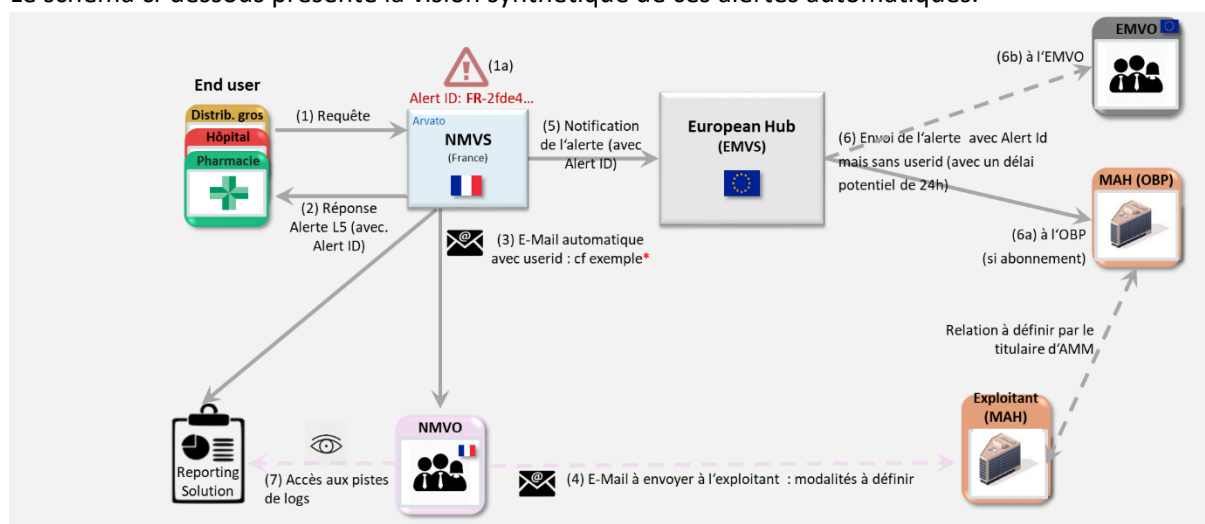 Le schéma ci-dessous présente la vision synthétique de ces alertes automatiques.
EMVO
(6b) à l'EMVO
(1a)
End user
Alert ID: FR-2fde4...
Distrib. gros
Hôpital
Pharmacie
(1) Requête
Arvato
NMVS
(France)
(5) Notification
de l'alerte (avec
Alert ID)
European Hub
(EMVS)
(6) Envoi de l'alerte avec Alert Id
mais sans userid (avec un délai
potentiel de 24h)
MAH (OBP)
(2) Réponse
Alerte L5 (avec.
Alert ID)
(3) E-Mail automatique
avec userid : cf exemple*
(6a) à l'OBP
(si abonnement)
Relation à définir par le
titulaire d'AMM
Exploitant
(MAH)
NMVO
Reporting
Solution
(7) Accès aux pistes
de logs
(4) E-Mail à envoyer à l'exploitant : modalités à définir